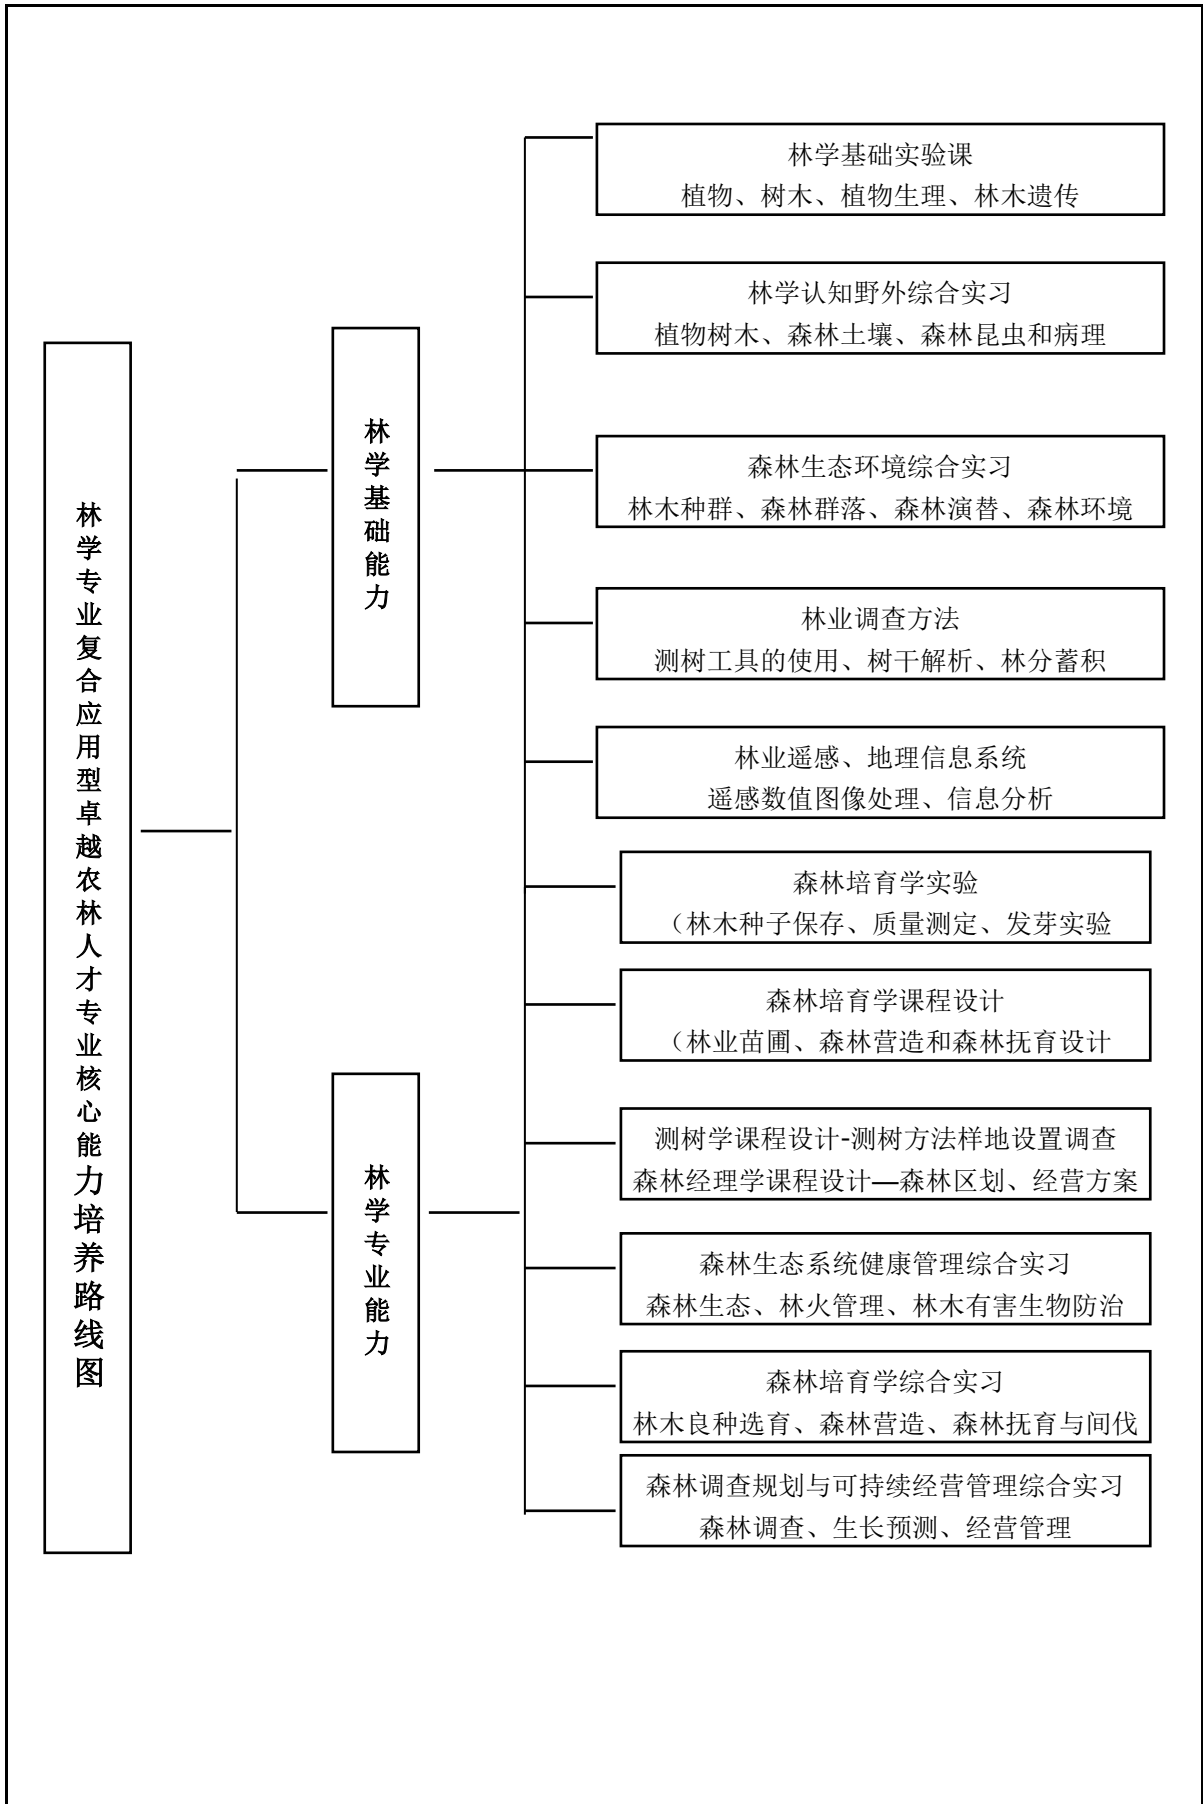 林学专业复合应用型卓越农林人才专业核心能力培养路线图
林学基础能力
林学基础实验课
植物、树木、植物生理、林木遗传
林学认知野外综合实习
植物树木、森林土壤、森林昆虫和病理
森林生态环境综合实习
林木种群、森林群落、森林演替、森林环境
林业调查方法
测树工具的使用、树干解析、林分蓄积
林业遥感、地理信息系统
遥感数值图像处理、信息分析
林学专业能力
森林培育学实验
（林木种子保存、质量测定、发芽实验
森林培育学课程设计
（林业苗圃、森林营造和森林抚育设计
测树学课程设计-测树方法样地设置调查
森林经理学课程设计—森林区划、经营方案
森林生态系统健康管理综合实习
森林生态、林火管理、林木有害生物防治
森林培育学综合实习
林木良种选育、森林营造、森林抚育与间伐
森林调查规划与可持续经营管理综合实习
森林调查、生长预测、经营管理